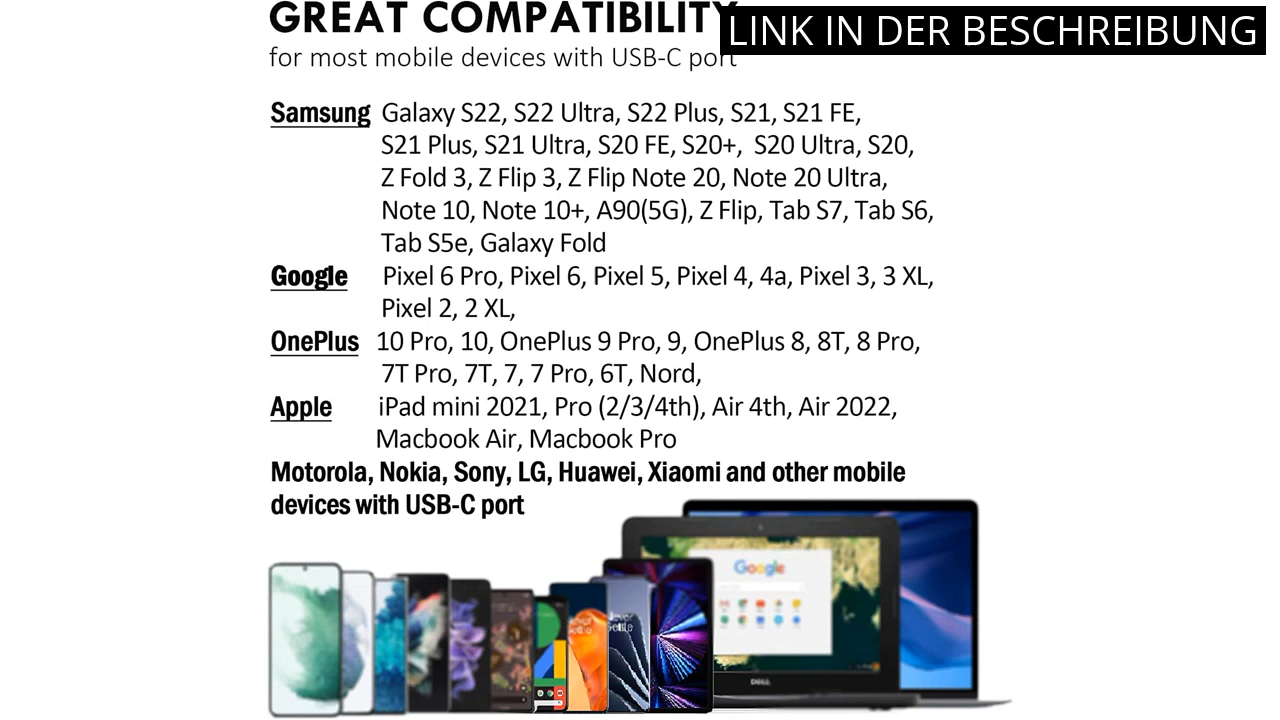 GREAT COMPATIBILITY
LINK IN DER BESCHREIBUNG
for most mobile devices with USB-C port
Samsung Galaxy S22, S22 Ultra, S22 Plus, S21, S21 FE,
S21 Plus, S21 Ultra, S20 FE, S20+, S20 Ultra, S20,
Z Fold 3, Z Flip 3, Z Flip Note 20, Note 20 Ultra,
Note 10, Note 10+, A90(5G), Z Flip, Tab S7, Tab S6,
Tab S5e, Galaxy Fold
Google Pixel 6 Pro, Pixel 6, Pixel 5, Pixel 4, 4a, Pixel 3, 3 XL,
Pixel 2, 2 XL,
OnePlus 10 Pro, 10, OnePlus 9 Pro, 9, OnePlus 8, 8T, 8 Pro,
7T Pro, 7T, 7, 7 Pro, 6T, Nord,
Apple iPad mini 2021, Pro (2/3/4th), Air 4th, Air 2022,
Macbook Air, Macbook Pro
Motorola, Nokia, Sony, LG, Huawei, Xiaomi and other mobile
devices with USB-C port
Google
Never
Settle
DELL